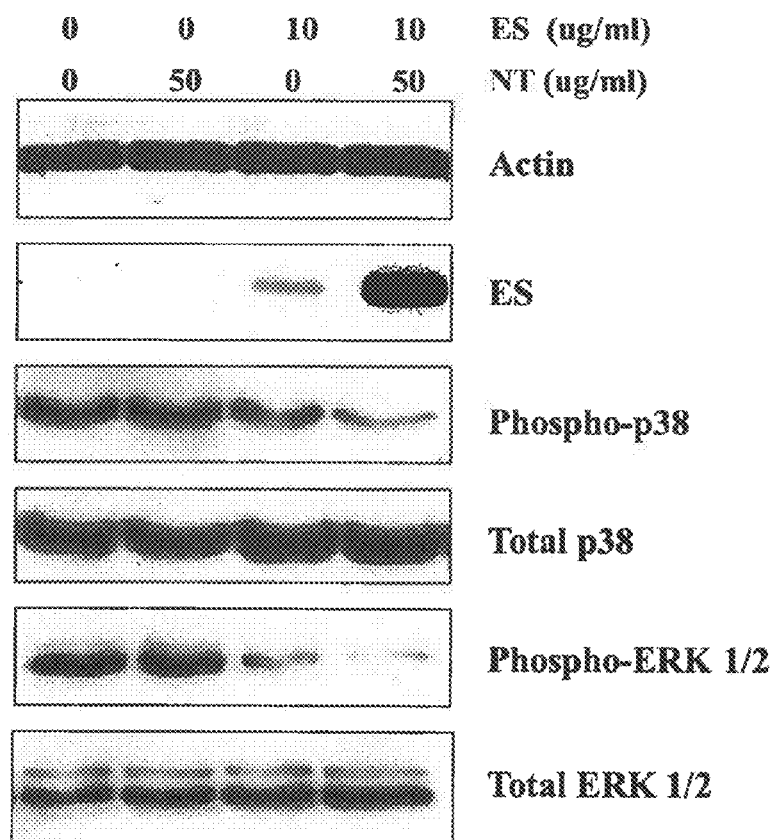 0 0 10 10 ES (ug/ml)
0 50 0 50 NT (ug/ml)
Actin
ES
Phospho-p38
Total p38
Phospho-ERK 1/2
Total ERK 1/2